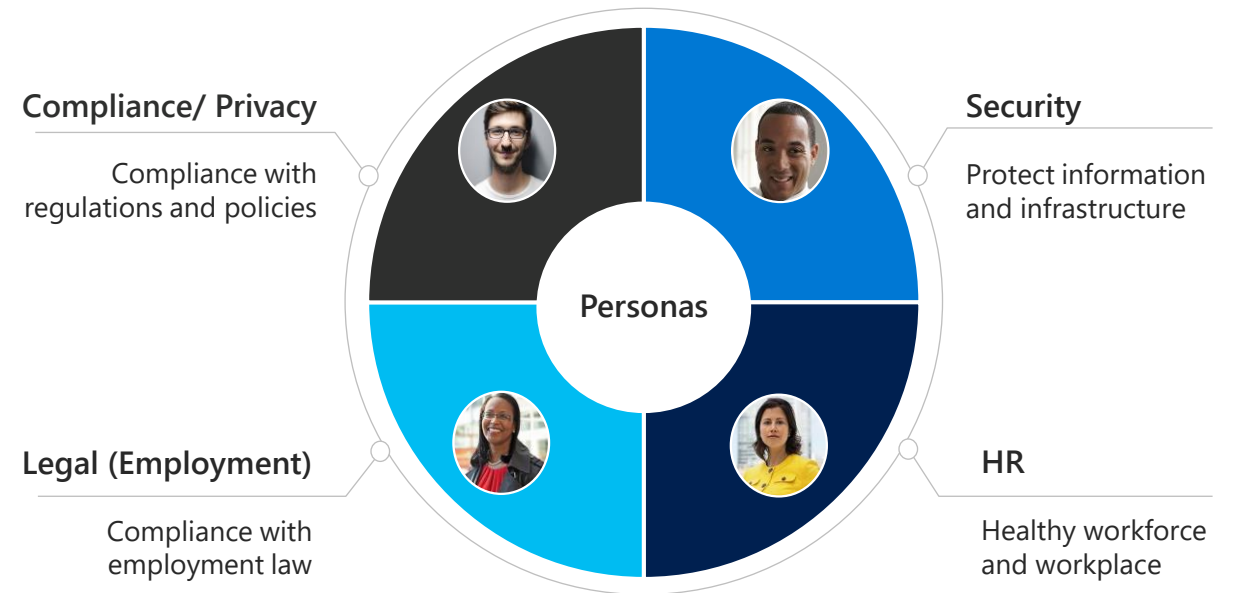 Compliance/ Privacy
Compliance with
regulations and policies
Security
Protect information
and infrastructure
Personas
Legal (Employment)
Compliance with
employment law
HR
Healthy workforce
and workplace